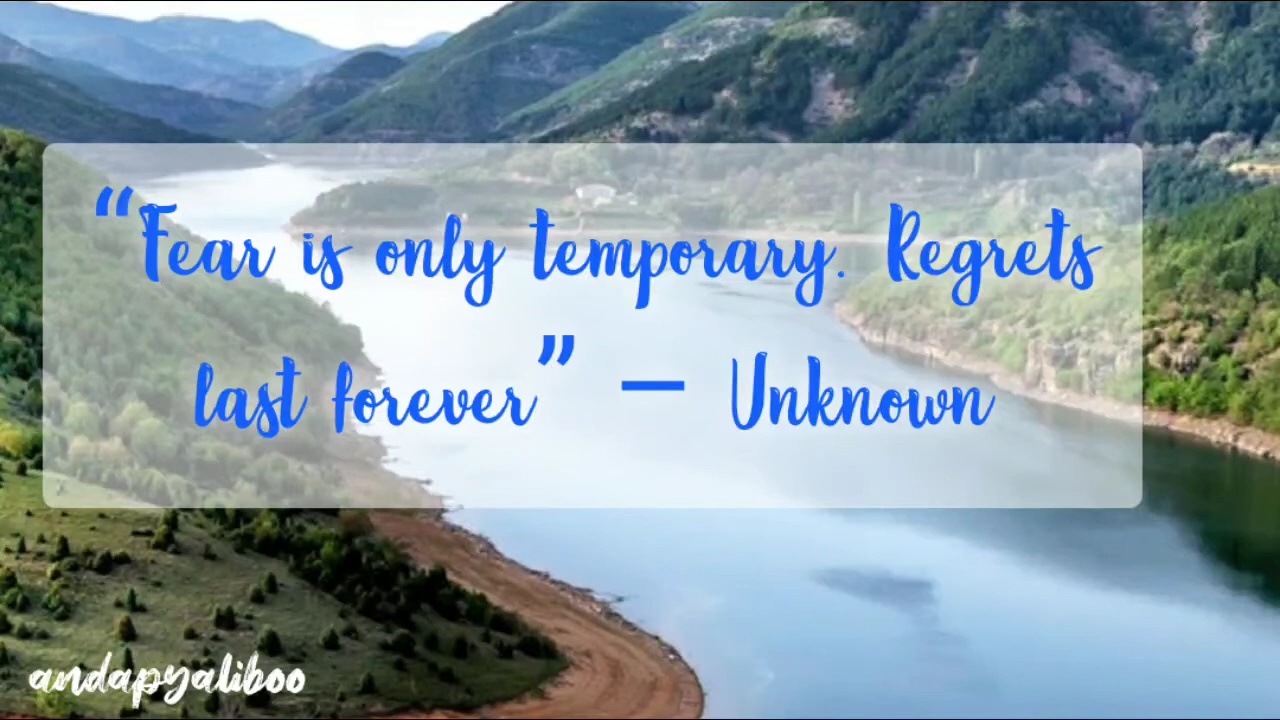 “Fear is only temporary. Regrets
last forever” – Unknown
andapyaliboo